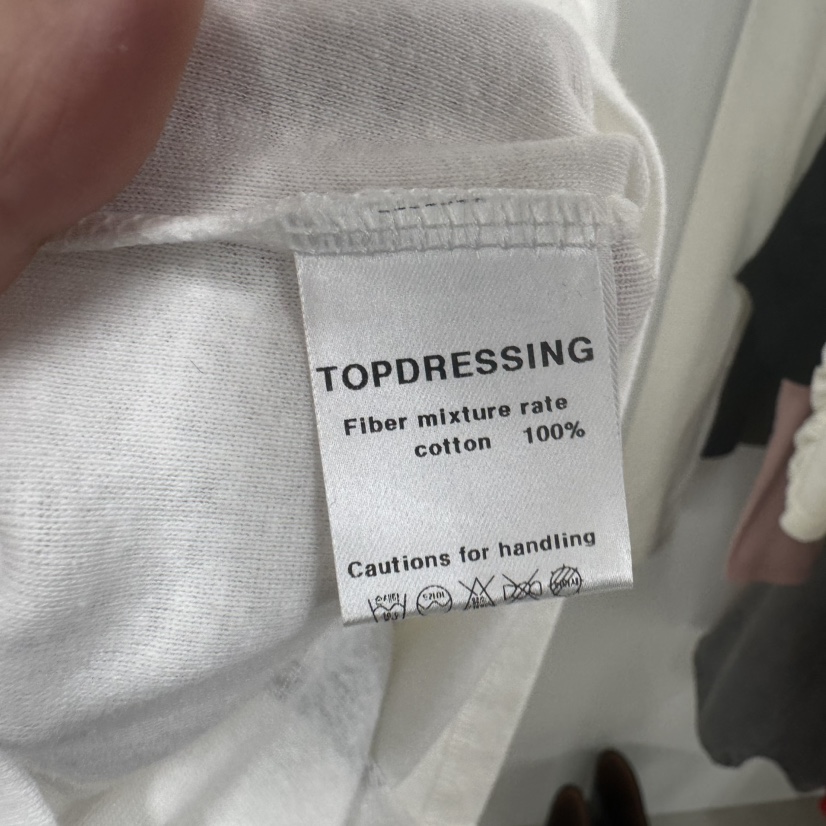 TOPDRESSING
Fiber mixture rate
cotton 100%
Cautions for handling